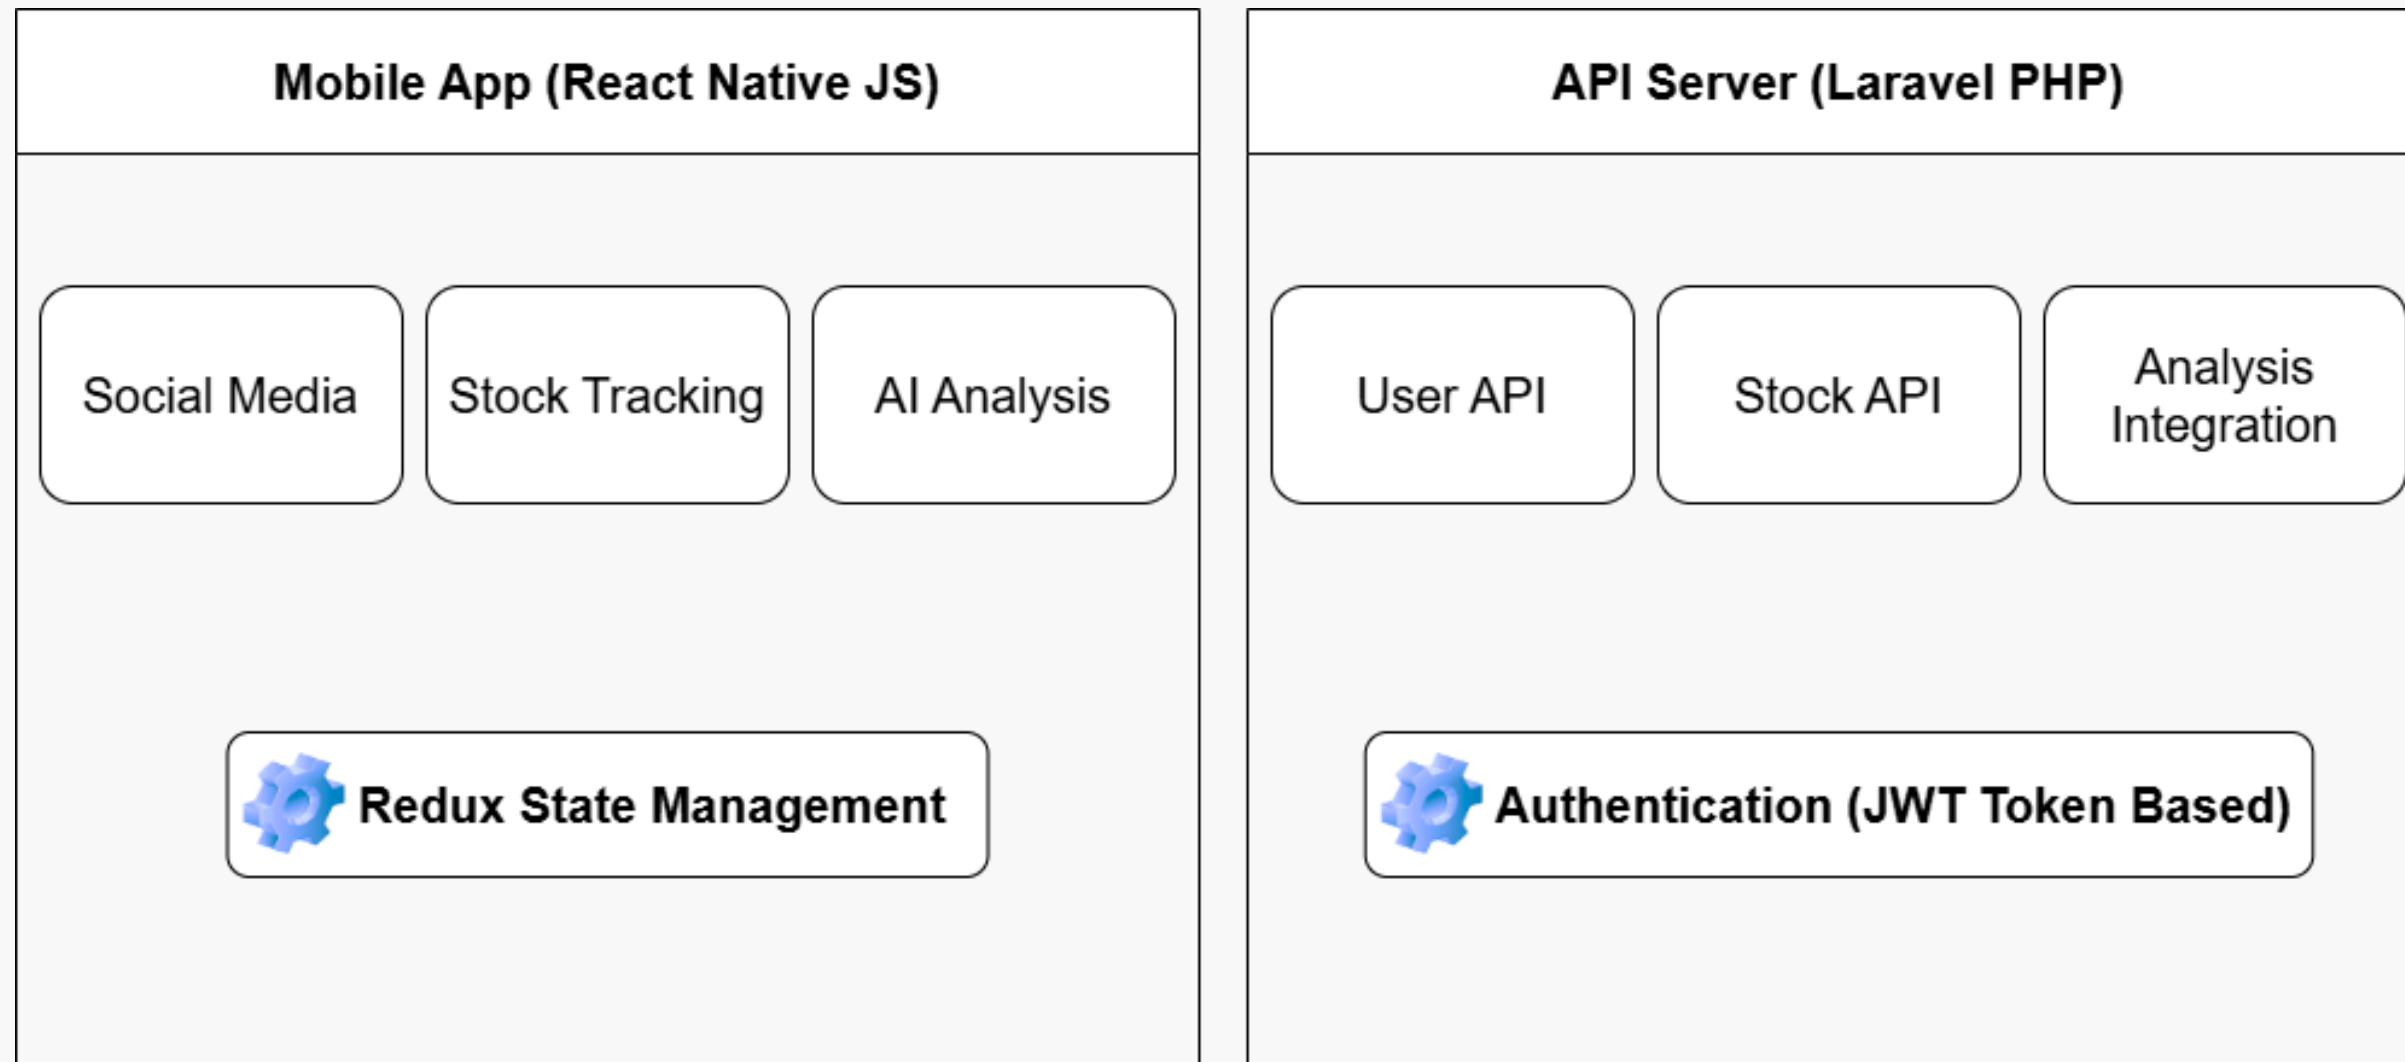 Mobile App (React Native JS)
Social Media
Stock Tracking
AI Analysis
Redux State Management
API Server (Laravel PHP)
User API
Stock API
Analysis
Integration
Authentication (JWT Token Based)